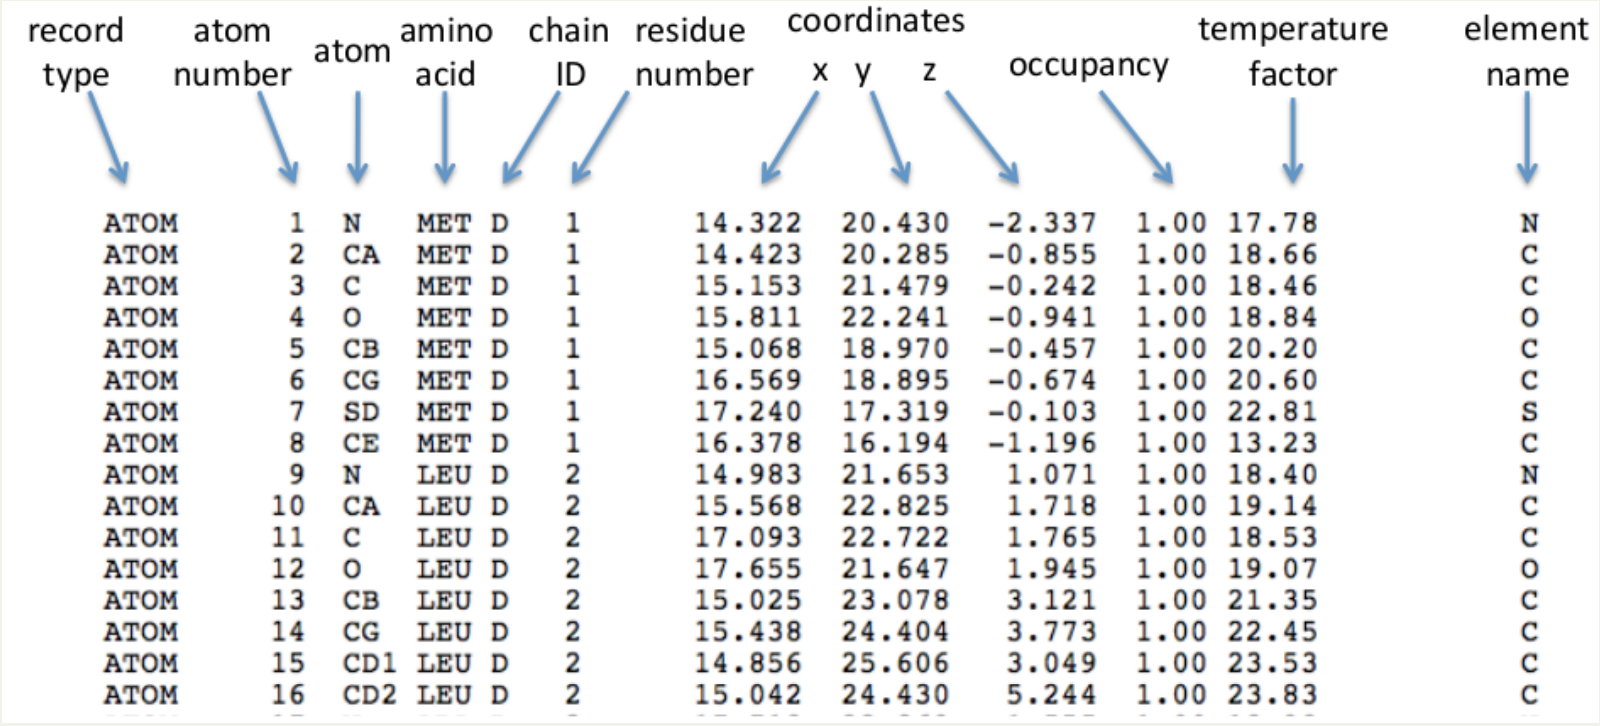 record type atom number atom amino acid chain ID residue number coordinates x y z occupancy temperature factor element name
ATOM 1 N MET D 1 14.322 20.430 -2.337 1.00 17.78 N
ATOM 2 CA MET D 1 14.423 20.285 -0.855 1.00 18.66 C
ATOM 3 C MET D 1 15.153 21.479 -0.242 1.00 18.46 C
ATOM 4 O MET D 1 15.811 22.241 -0.941 1.00 18.84 O
ATOM 5 CB MET D 1 15.068 18.970 -0.457 1.00 20.20 C
ATOM 6 CG MET D 1 16.569 18.895 -0.674 1.00 20.60 C
ATOM 7 SD MET D 1 17.240 17.319 -0.103 1.00 22.81 S
ATOM 8 CE MET D 1 16.378 16.194 -1.196 1.00 13.23 C
ATOM 9 N LEU D 2 14.983 21.653 1.071 1.00 18.40 N
ATOM 10 CA LEU D 2 15.568 22.825 1.718 1.00 19.14 C
ATOM 11 C LEU D 2 17.093 22.722 1.765 1.00 18.53 C
ATOM 12 O LEU D 2 17.655 21.647 1.945 1.00 19.07 O
ATOM 13 CB LEU D 2 15.025 23.078 3.121 1.00 21.35 C
ATOM 14 CG LEU D 2 15.438 24.404 3.773 1.00 22.45 C
ATOM 15 CD1 LEU D 2 14.856 25.606 3.049 1.00 23.53 C
ATOM 16 CD2 LEU D 2 15.042 24.430 5.244 1.00 23.83 C